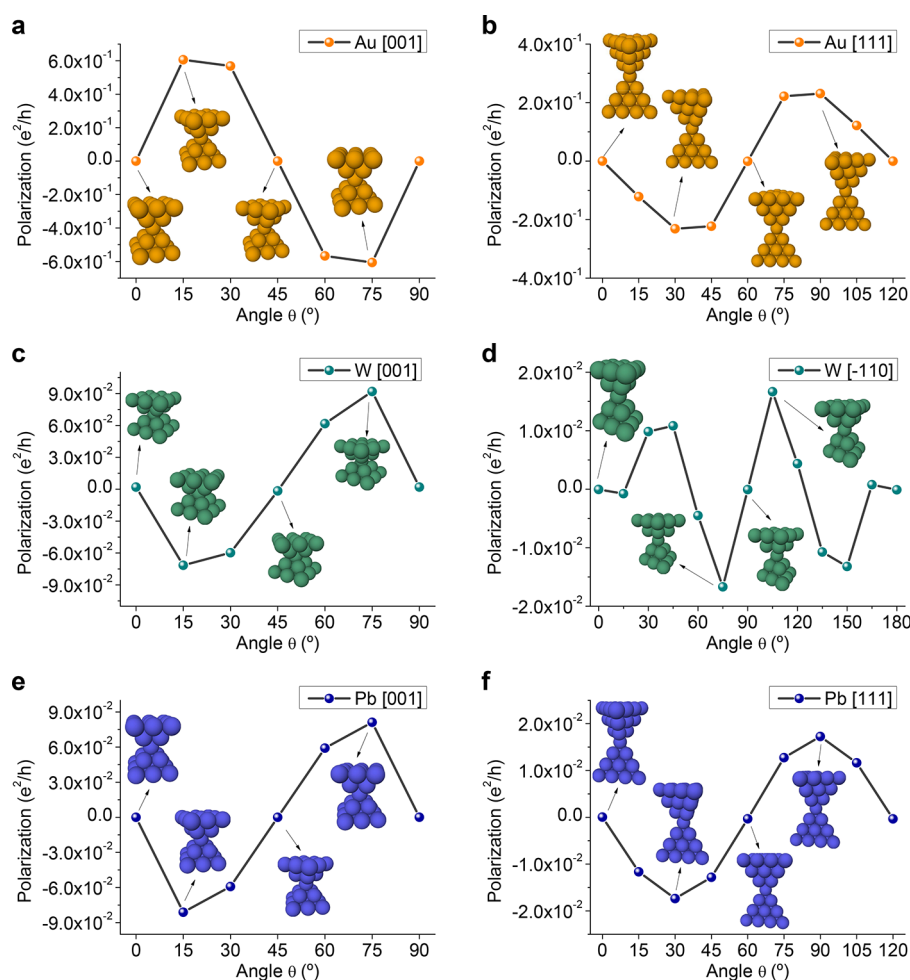 a
Au [001]
6.0x10⁻¹
4.0x10⁻¹
2.0x10⁻¹
0.0
-2.0x10⁻¹
-4.0x10⁻¹
-6.0x10⁻¹
Polarization (e²/h)
0 15 30 45 60 75 90
Angle θ (º)
b
Au [111]
4.0x10⁻¹
2.0x10⁻¹
0.0
-2.0x10⁻¹
-4.0x10⁻¹
Polarization (e²/h)
0 15 30 45 60 75 90 105 120
Angle θ (º)
c
W [001]
9.0x10⁻²
6.0x10⁻²
3.0x10⁻²
0.0
-3.0x10⁻²
-6.0x10⁻²
-9.0x10⁻²
Polarization (e²/h)
0 15 30 45 60 75 90
Angle θ (º)
d
W [-110]
2.0x10⁻²
1.0x10⁻²
0.0
-1.0x10⁻²
-2.0x10⁻²
Polarization (e²/h)
0 30 60 90 120 150 180
Angle θ (º)
e
Pb [001]
9.0x10⁻²
6.0x10⁻²
3.0x10⁻²
0.0
-3.0x10⁻²
-6.0x10⁻²
-9.0x10⁻²
Polarization (e²/h)
0 15 30 45 60 75 90
Angle θ (º)
f
Pb [111]
2.0x10⁻²
1.0x10⁻²
0.0
-1.0x10⁻²
-2.0x10⁻²
Polarization (e²/h)
0 15 30 45 60 75 90 105 120
Angle θ (º)